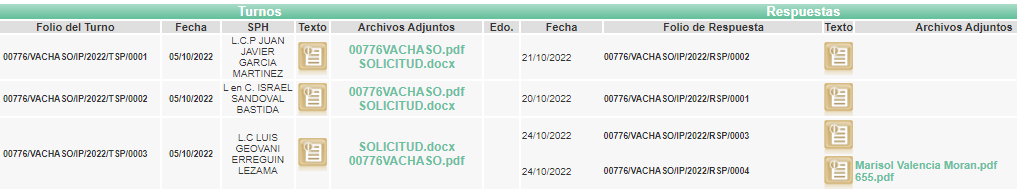 Turnos Respuestas
Folio del Turno Fecha SPH Texto Archivos Adjuntos Edo. Fecha Folio de Respuesta Texto Archivos Adjuntos
00776/VACHASO/IP/2022/TSP/0001 05/10/2022
L.C.P JUAN
JAVIER
GARCIA
MARTINEZ
00776VACHASO.pdf
SOLICITUD.docx
21/10/2022 00776/VACHASO/IP/2022/RSP/0002
00776/VACHASO/IP/2022/TSP/0002 05/10/2022
L en C. ISRAEL
SANDOVAL
BASTIDA
00776VACHASO.pdf
SOLICITUD.docx
20/10/2022 00776/VACHASO/IP/2022/RSP/0001
00776/VACHASO/IP/2022/TSP/0003 05/10/2022
L.C LUIS
GEOVANI
ERREGUIN
LEZAMA
SOLICITUD.docx
00776VACHASO.pdf
24/10/2022 00776/VACHASO/IP/2022/RSP/0003
24/10/2022 00776/VACHASO/IP/2022/RSP/0004
Marisol Valencia Moran.pdf
655.pdf